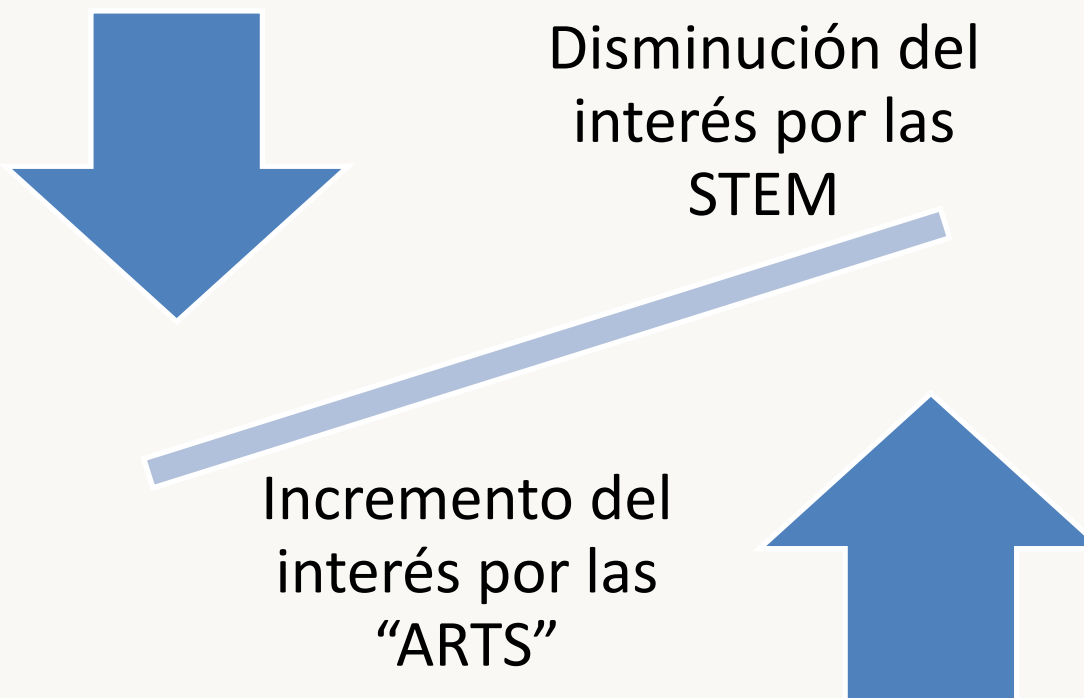 Disminución del
interés por las
STEM
Incremento del
interés por las
“ARTS”